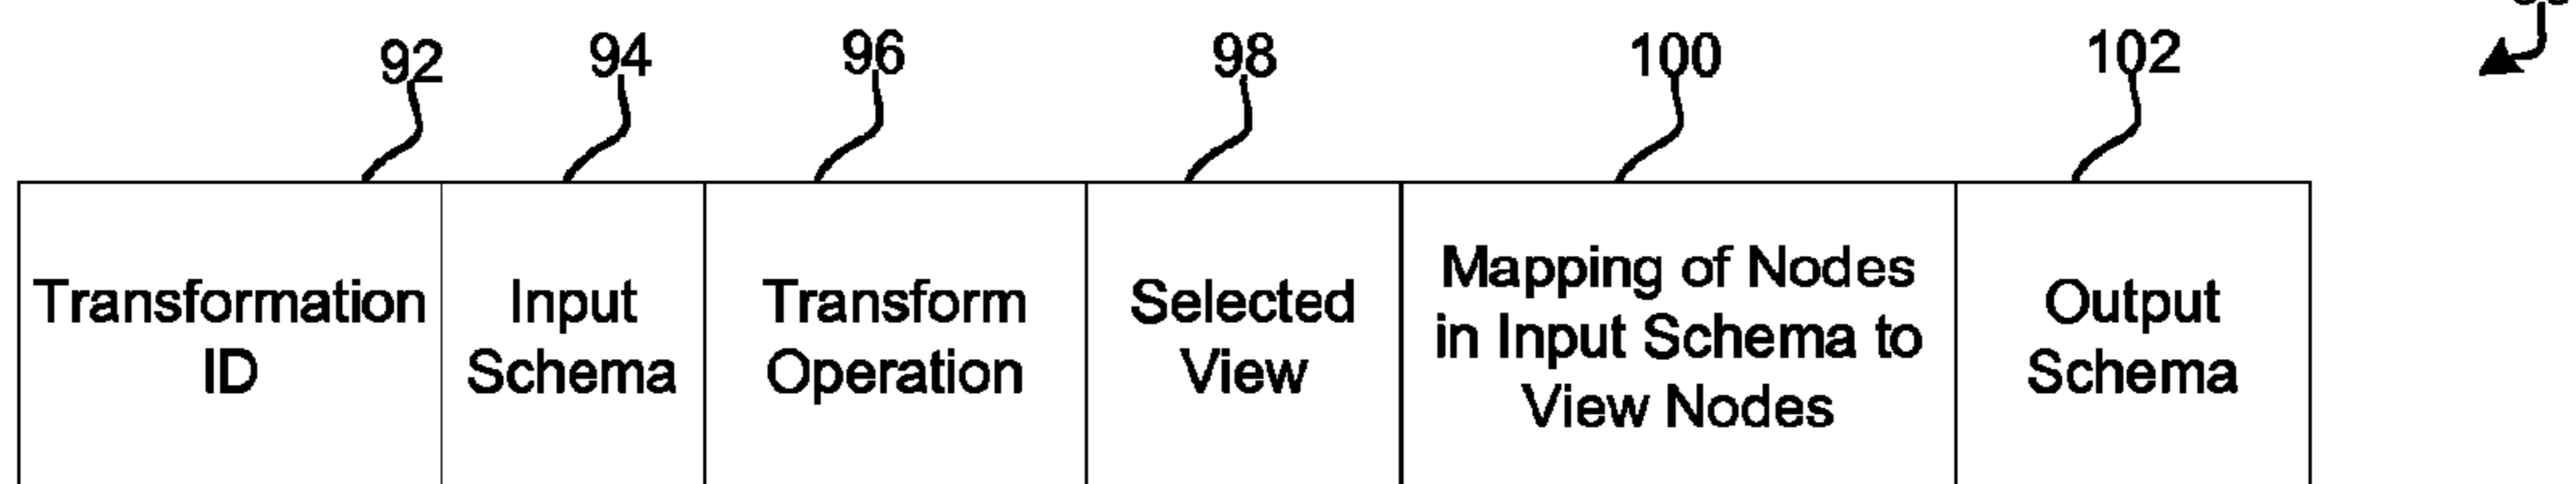 92 94 96 98 100 102
Transformation
ID
Input
Schema
Transform
Operation
Selected
View
Mapping of Nodes
in Input Schema to
View Nodes
Output
Schema